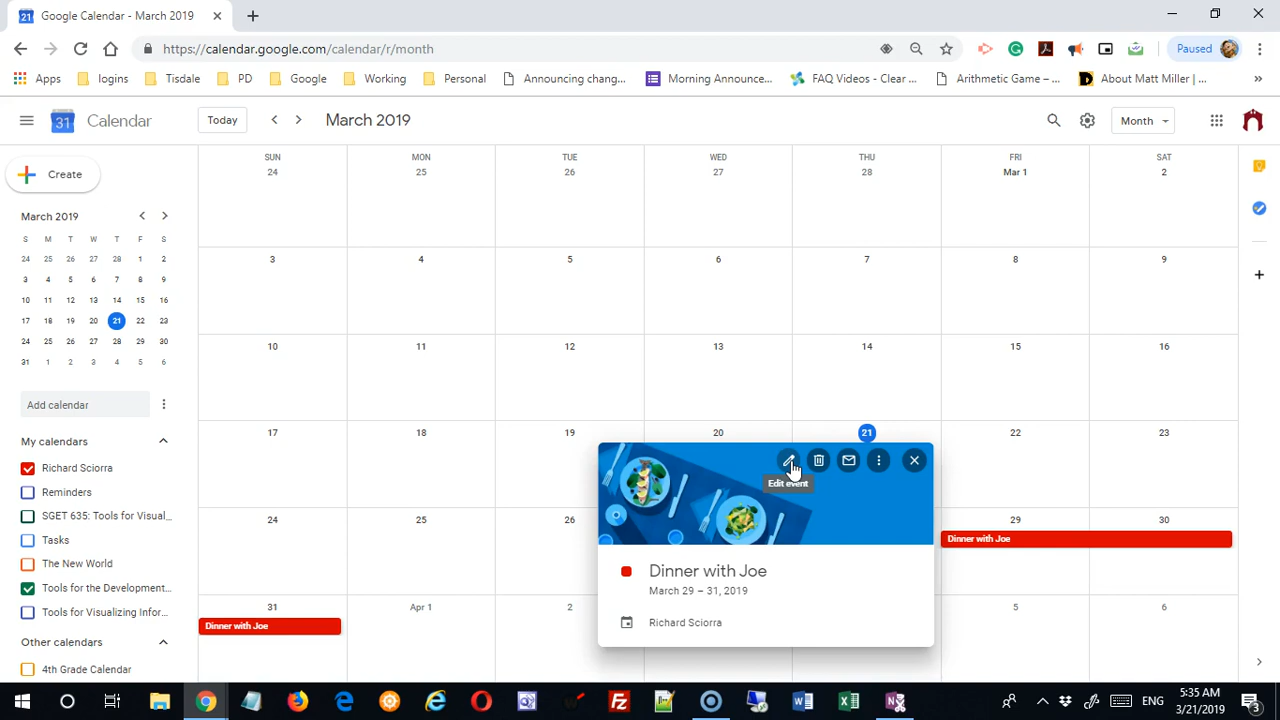 Google Calendar - March 2019
https://calendar.google.com/calendar/r/month
Paused
Apps
logins
Tisdale
PD
Google
Working
Personal
Announcing chang...
Morning Announce...
FAQ Videos - Clear ...
Arithmetic Game – ...
About Matt Miller | ...
»
31
Calendar
Today
March 2019
Month
Create
March 2019
S M T W T F S
24 25 26 27 28 1 2
3 4 5 6 7 8 9
10 11 12 13 14 15 16
17 18 19 20 21 22 23
24 25 26 27 28 29 30
31 1 2 3 4 5 6
Add calendar
My calendars
Richard Sciorra
Reminders
SGET 635: Tools for Visual...
Tasks
The New World
Tools for the Development...
Tools for Visualizing Infor...
Other calendars
4th Grade Calendar
SUN MON TUE WED THU FRI SAT
24 25 26 27 28 Mar 1 2
3 4 5 6 7 8 9
10 11 12 13 14 15 16
17 18 19 20 21 22 23
24 25 26 29 30
Dinner with Joe
31 Apr 1 2 5 6
Dinner with Joe
Edit event
Dinner with Joe
March 29 – 31, 2019
Richard Sciorra
ENG
5:35 AM
3/21/2019
3